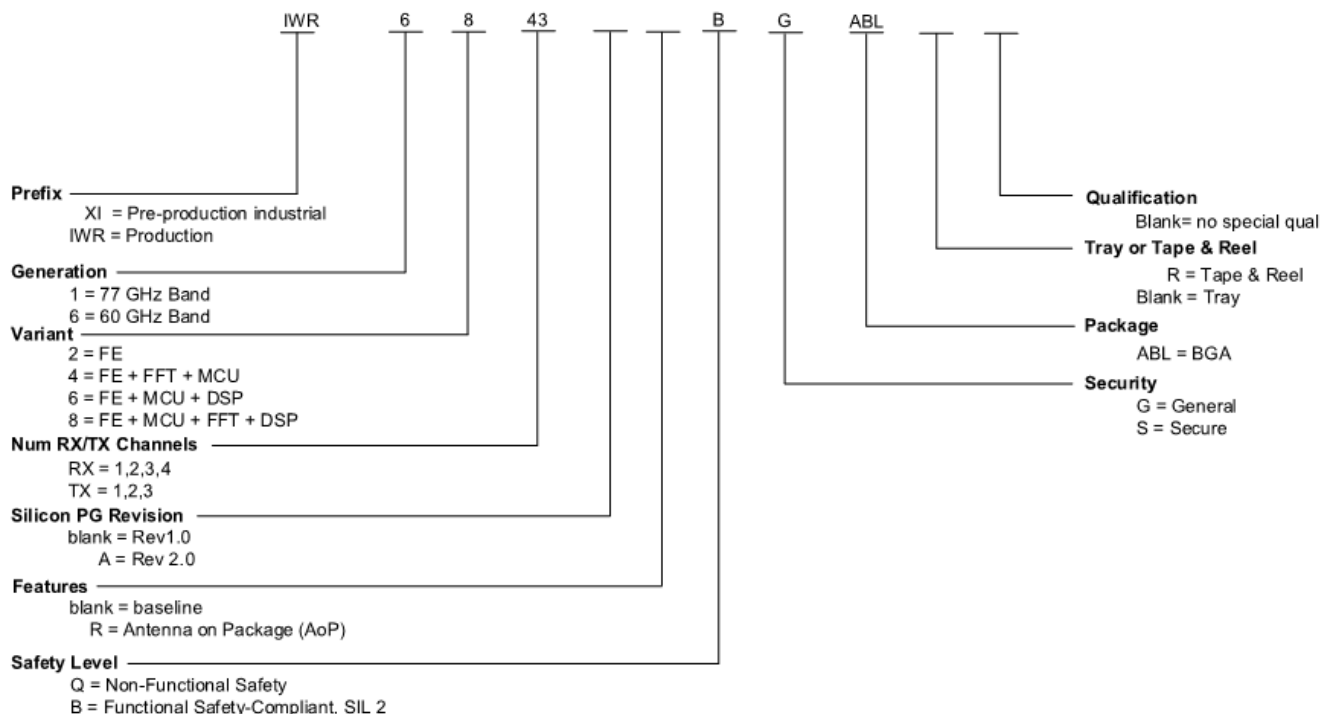 IWR 6 8 43 B G ABL
Prefix
XI = Pre-production industrial
IWR = Production
Generation
1 = 77 GHz Band
6 = 60 GHz Band
Variant
2 = FE
4 = FE + FFT + MCU
6 = FE + MCU + DSP
8 = FE + MCU + FFT + DSP
Num RX/TX Channels
RX = 1,2,3,4
TX = 1,2,3
Silicon PG Revision
blank = Rev1.0
A = Rev 2.0
Features
blank = baseline
R = Antenna on Package (AoP)
Safety Level
Q = Non-Functional Safety
B = Functional Safety-Compliant, SIL 2
Qualification
Blank= no special qual
Tray or Tape & Reel
R = Tape & Reel
Blank = Tray
Package
ABL = BGA
Security
G = General
S = Secure